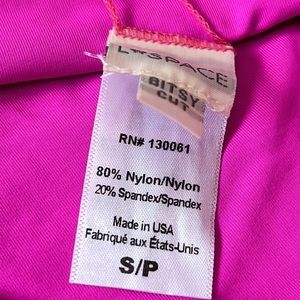 L*SPACE
BITSY
CUT
RN# 130061
80% Nylon/Nylon
20% Spandex/Spandex
Made in USA
Fabriqué aux États-Unis
S/P